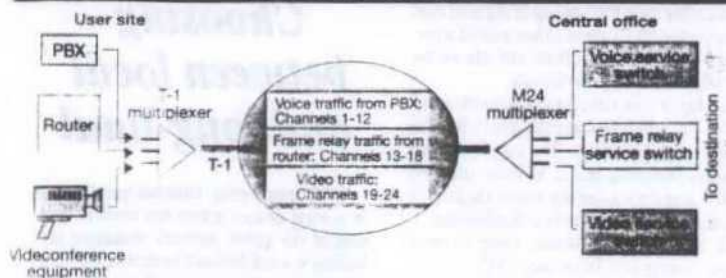 User site
Central office
PBX
Router
Videoconference
equipment
T-1
multiplexer
T-1
Voice traffic from PBX:
Channels 1-12
Frame relay traffic from
router: Channels 13-18
Video traffic:
Channels 19-24
M24
multiplexer
Voice service
switch
Frame relay
service switch
Video service
switch
To destination